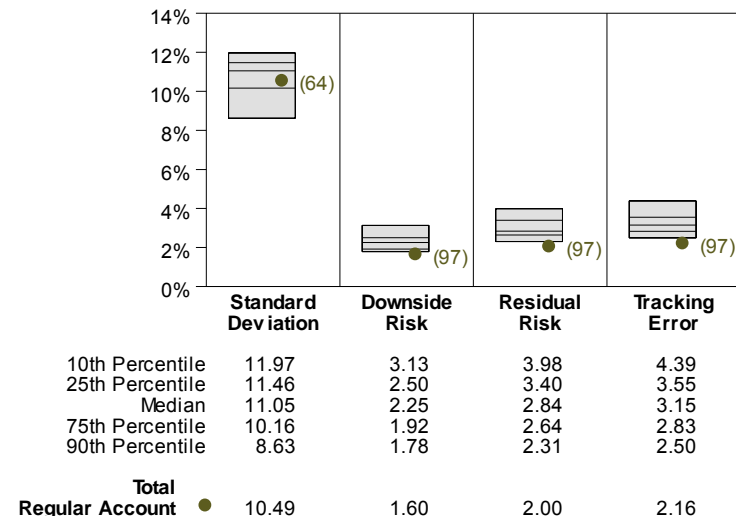 14%
12%
10%
8%
6%
4%
2%
0%
(64)
(97)
(97)
(97)
Standard Deviation
Downside Risk
Residual Risk
Tracking Error
10th Percentile 11.97 3.13 3.98 4.39
25th Percentile 11.46 2.50 3.40 3.55
Median 11.05 2.25 2.84 3.15
75th Percentile 10.16 1.92 2.64 2.83
90th Percentile 8.63 1.78 2.31 2.50
Total
Regular Account 10.49 1.60 2.00 2.16